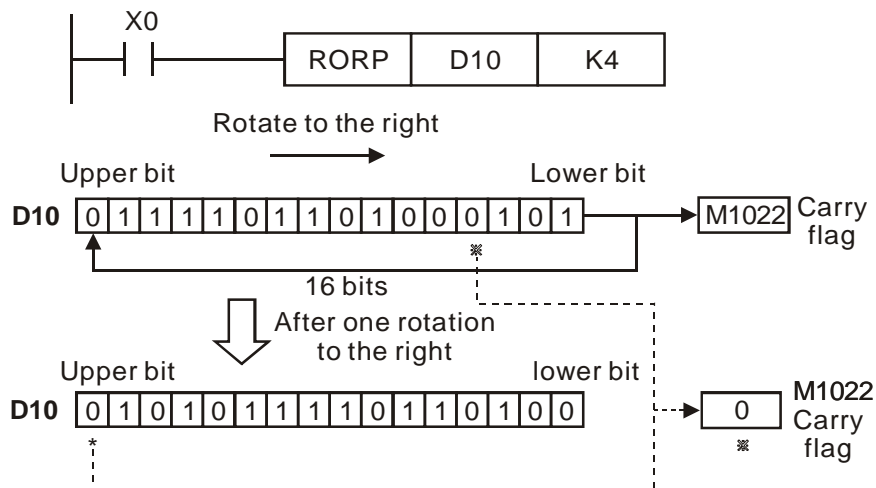 X0
RORP D10 K4
Rotate to the right
Upper bit Lower bit
D10 0 1 1 1 1 0 1 1 0 1 0 0 0 1 0 1 M1022 Carry flag
※
16 bits
After one rotation
to the right
Upper bit lower bit
D10 0 1 0 1 0 1 1 1 1 0 1 1 0 1 0 0 0 M1022 Carry flag
* ※